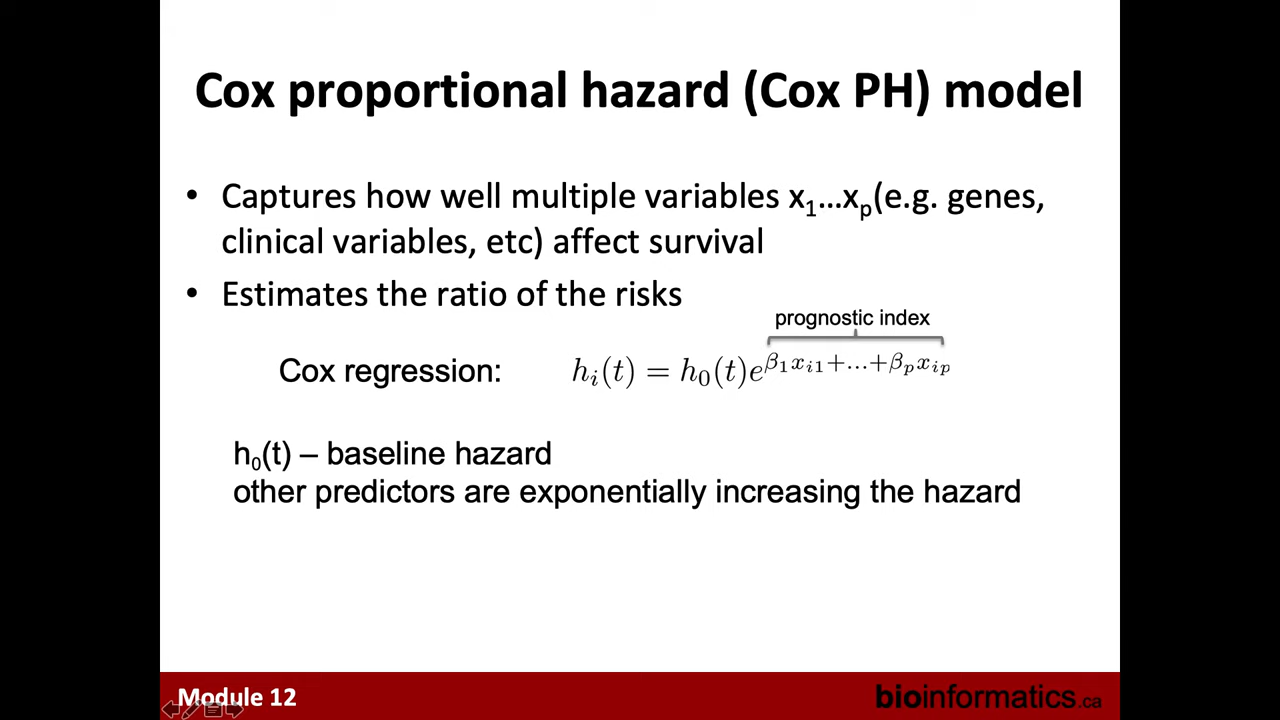 Cox proportional hazard (Cox PH) model
• Captures how well multiple variables x₁…xₚ(e.g. genes,
clinical variables, etc) affect survival
• Estimates the ratio of the risks
prognostic index
Cox regression: hᵢ(t) = h₀(t)e^{β₁xᵢ₁+...+βₚxᵢₚ}
h₀(t) – baseline hazard
other predictors are exponentially increasing the hazard
Module 12
bioinformatics.ca